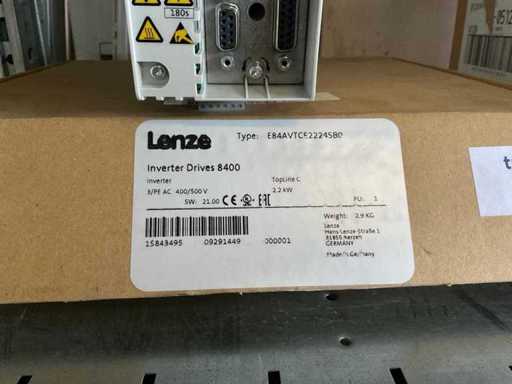 180s
Lenze
Type: E84AVTCE2224SB0
Inverter Drives 8400
Inverter TopLine C
3/PE AC 400/500 V 2.2 kW
SW: 21.00 CE EAC PU: 1
Weight: 2,9 KG
Lenze
Hans-Lenze-Straße 1
31855 Aerzen
GERMANY
15843495 09291449 000001
Made in Germany